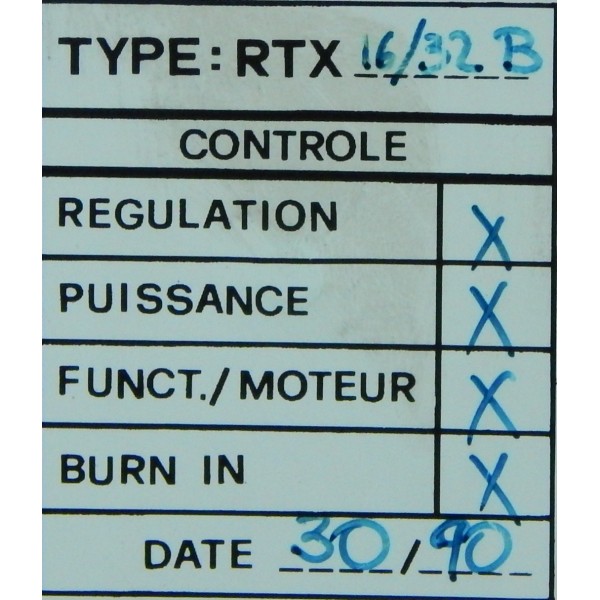 TYPE: RTX 16/32 B
CONTROLE
REGULATION X
PUISSANCE X
FUNCT./MOTEUR X
BURN IN X
DATE 30/90